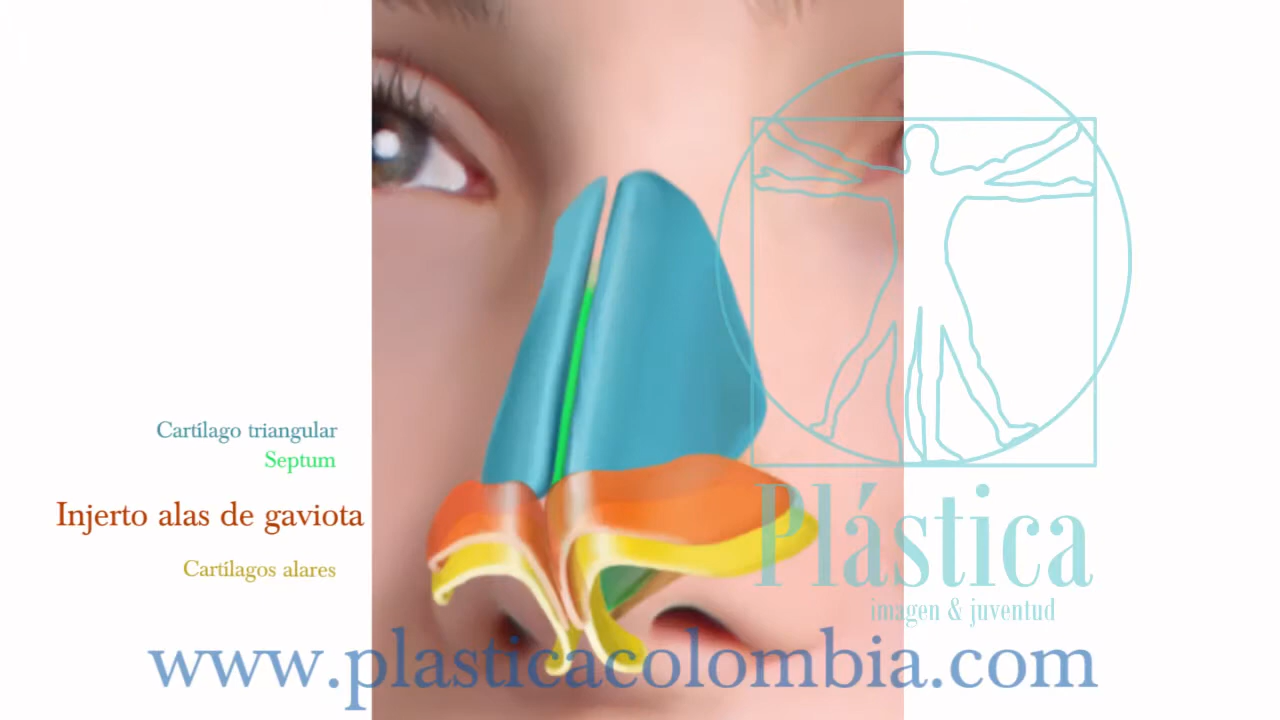 Cartílago triangular
Septum
Injerto alas de gaviota
Cartílagos alares
Plástica
imagen & juventud
www.plasticacolombia.com